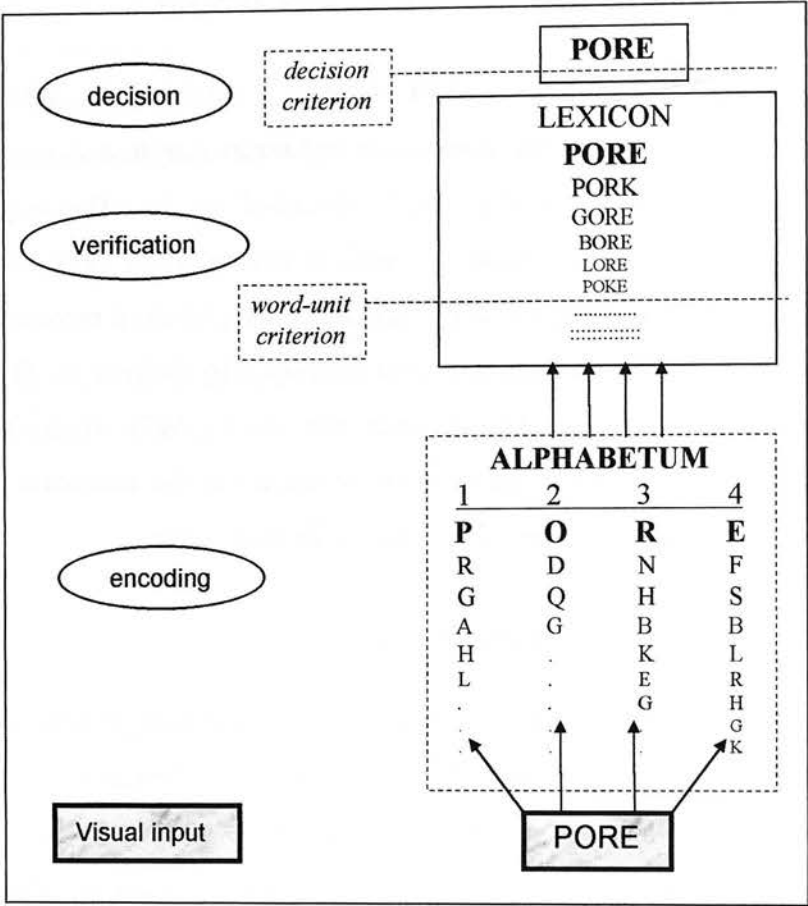 PORE
decision
decision
criterion
LEXICON
PORE
PORK
GORE
BORE
LORE
POKE
verification
word-unit
criterion
ALPHABETUM
1 2 3 4
P O R E
R D N F
G Q H S
A G B B
H . K L
L . E R
. . G H
. . . G
. . . K
encoding
Visual input
PORE